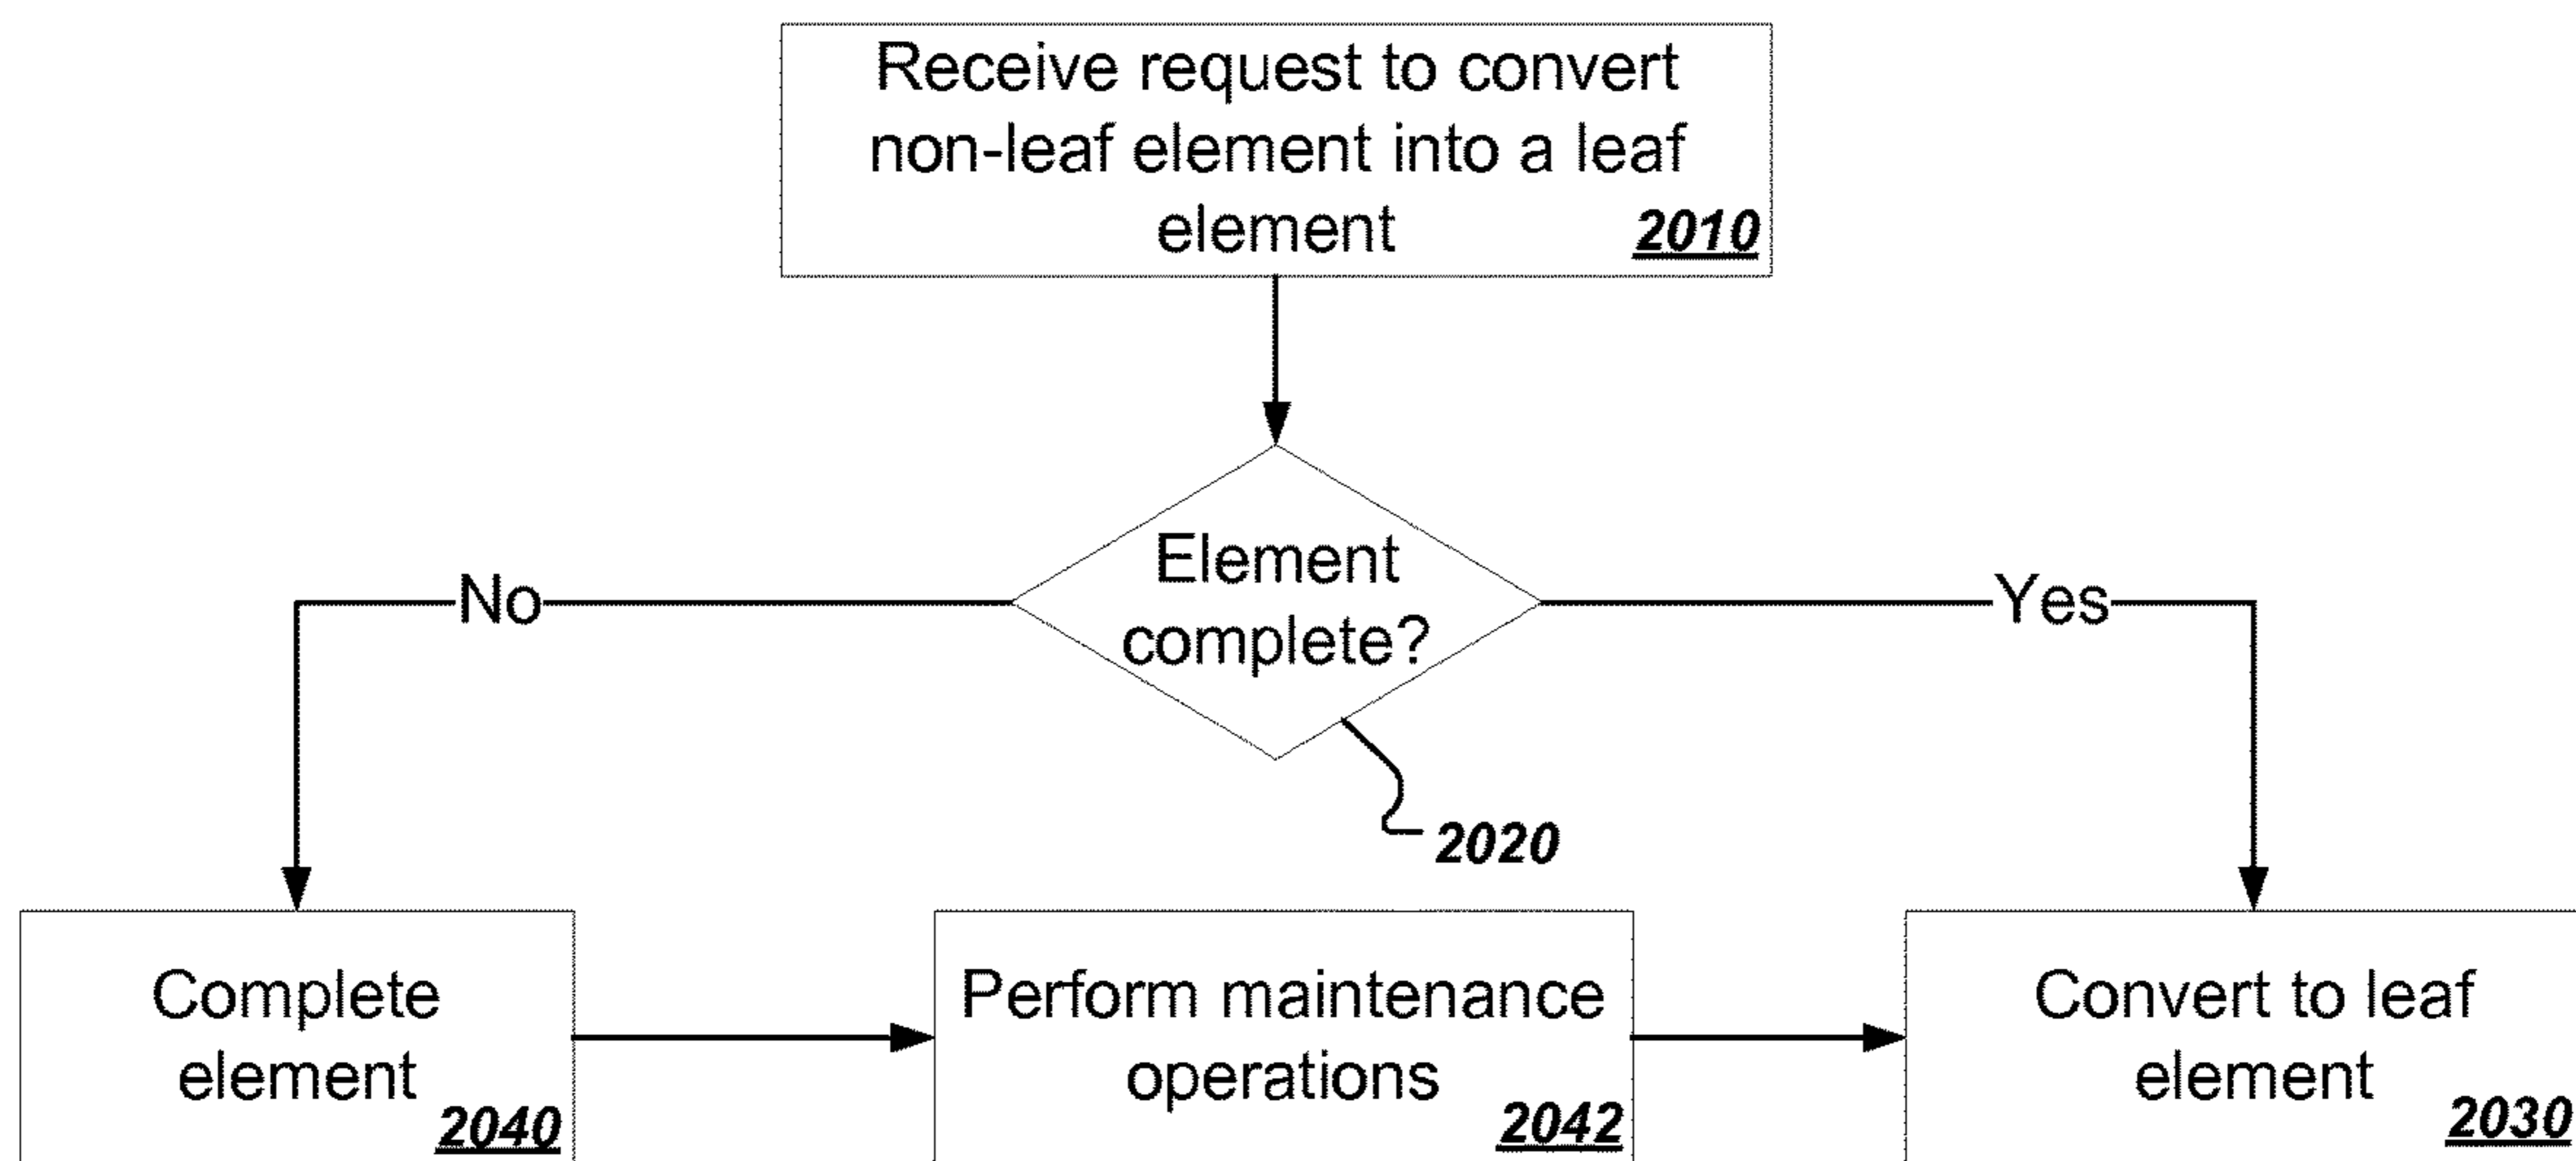 Receive request to convert
non-leaf element into a leaf
element 2010
Element
complete?
No
Yes
2020
Complete
element
2040
Perform maintenance
operations
2042
Convert to leaf
element
2030